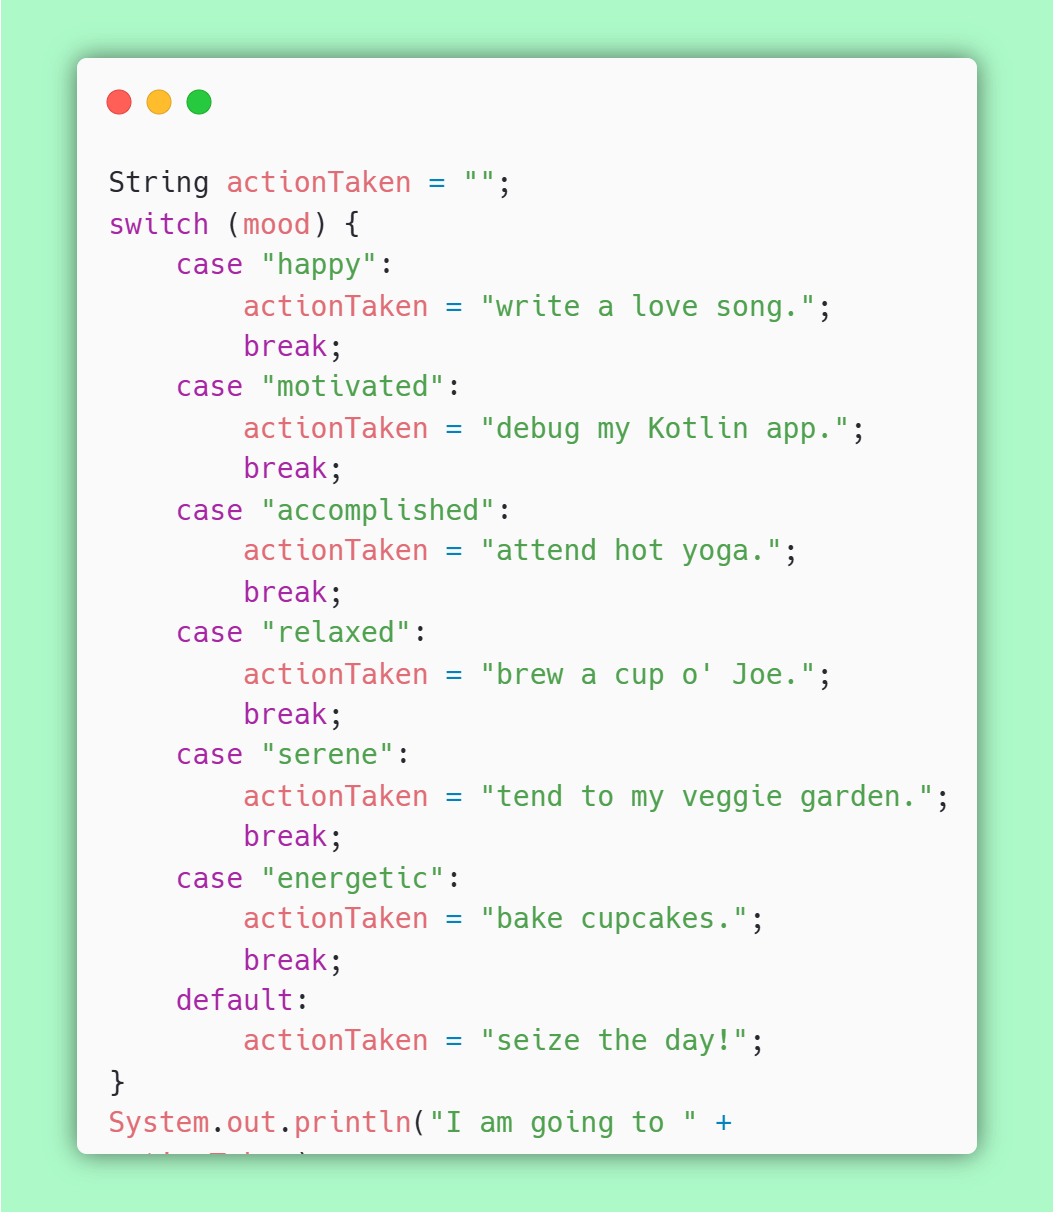 String actionTaken = "";
switch (mood) {
    case "happy":
        actionTaken = "write a love song.";
        break;
    case "motivated":
        actionTaken = "debug my Kotlin app.";
        break;
    case "accomplished":
        actionTaken = "attend hot yoga.";
        break;
    case "relaxed":
        actionTaken = "brew a cup o' Joe.";
        break;
    case "serene":
        actionTaken = "tend to my veggie garden.";
        break;
    case "energetic":
        actionTaken = "bake cupcakes.";
        break;
    default:
        actionTaken = "seize the day!";
}
System.out.println("I am going to " +